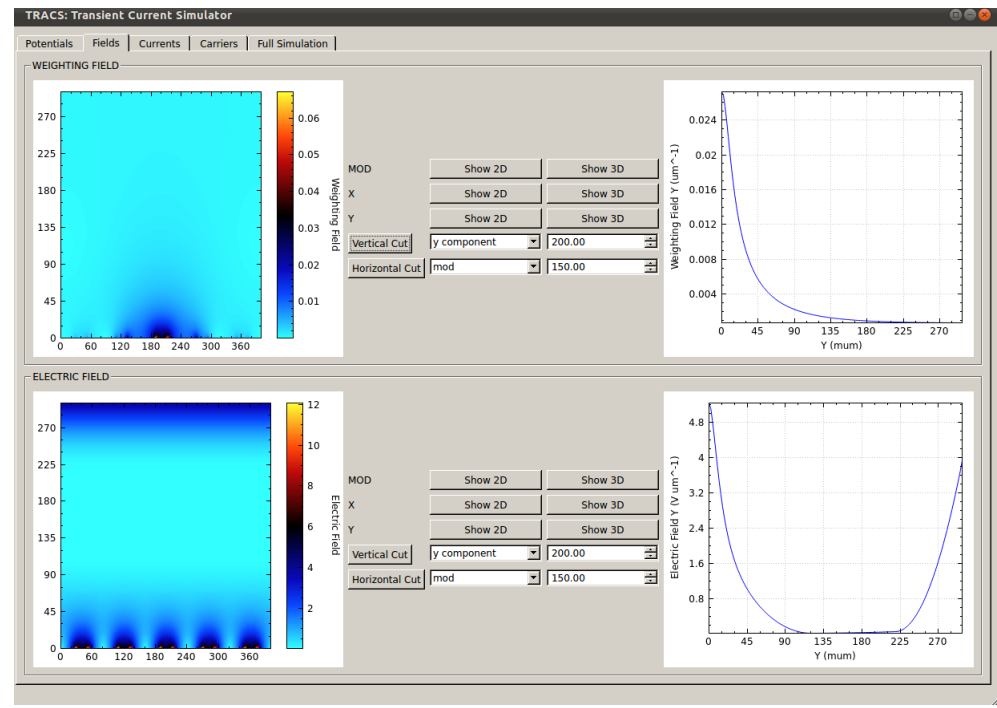 TRACS: Transient Current Simulator
Potentials Fields Currents Carriers Full Simulation
WEIGHTING FIELD
270
225
180
135
90
45
0
0 60 120 180 240 300 360
0.06
0.05
0.04
0.03
0.02
0.01
Weighting Field
MOD Show 2D Show 3D
X Show 2D Show 3D
Y Show 2D Show 3D
Vertical Cut y component 200.00
Horizontal Cut mod 150.00
Weighting Field Y (um^-1)
0.024
0.02
0.016
0.012
0.008
0.004
0 45 90 135 180 225 270
Y (mum)
ELECTRIC FIELD
270
225
180
135
90
45
0
0 60 120 180 240 300 360
12
10
8
6
4
2
Electric Field
MOD Show 2D Show 3D
X Show 2D Show 3D
Y Show 2D Show 3D
Vertical Cut y component 200.00
Horizontal Cut mod 150.00
Electric Field Y (V um^-1)
4.8
4
3.2
2.4
1.6
0.8
0 45 90 135 180 225 270
Y (mum)